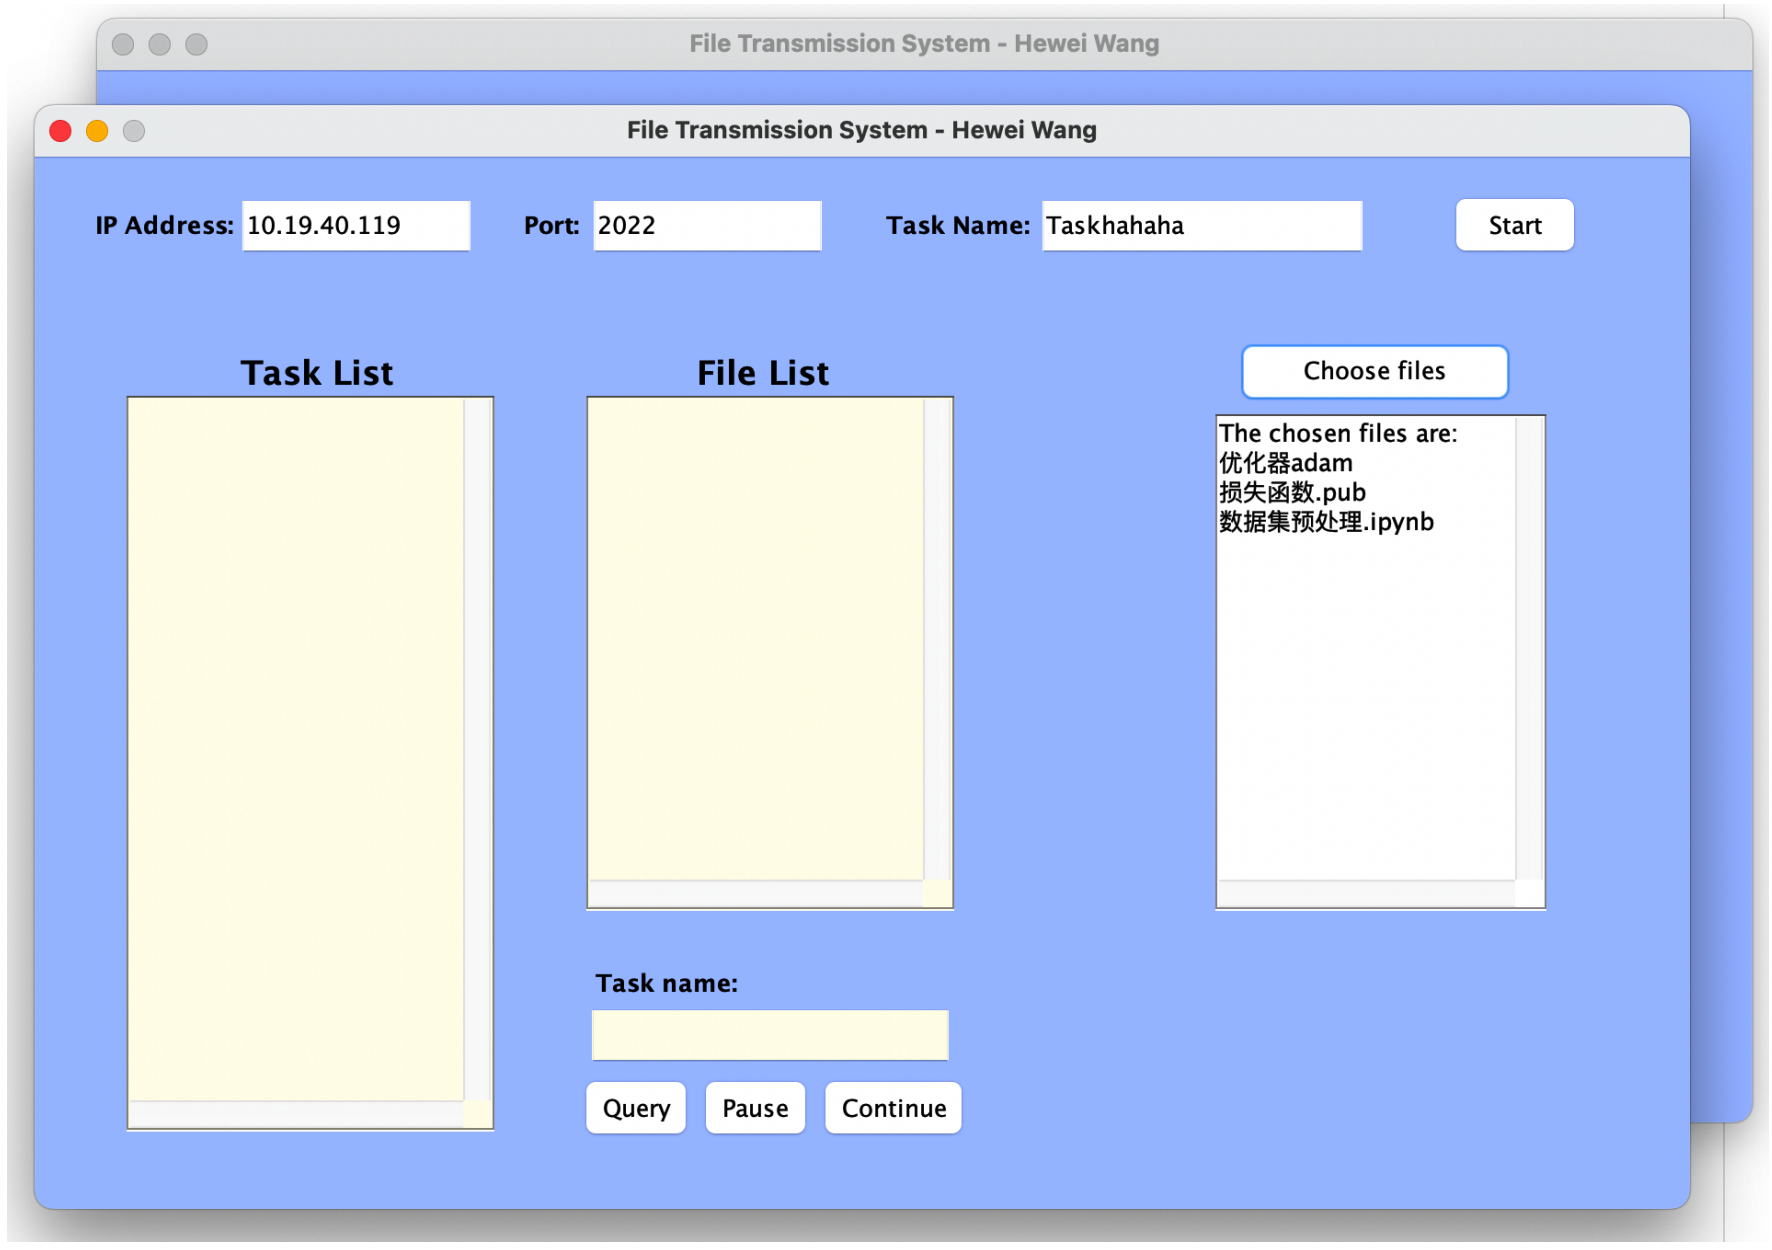 File Transmission System - Hewei Wang
File Transmission System - Hewei Wang
IP Address: 10.19.40.119 Port: 2022 Task Name: Taskhahaha Start
Task List File List Choose files
The chosen files are:
优化器adam
损失函数.pub
数据集预处理.ipynb
Task name:
Query Pause Continue